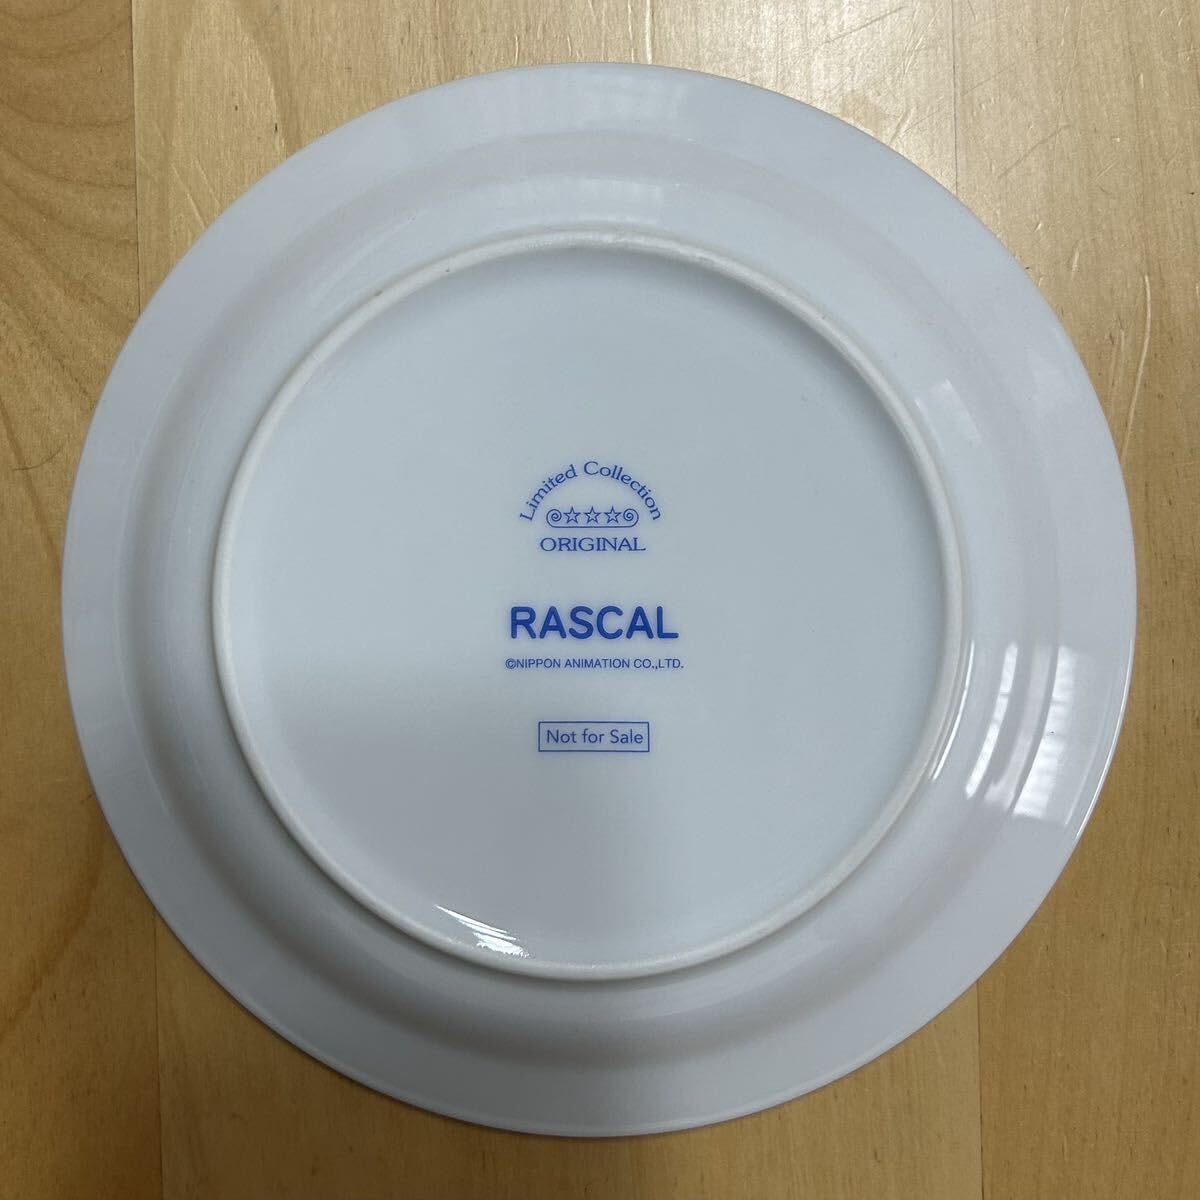 Limited Collection
ORIGINAL
RASCAL
©NIPPON ANIMATION CO.,LTD.
Not for Sale